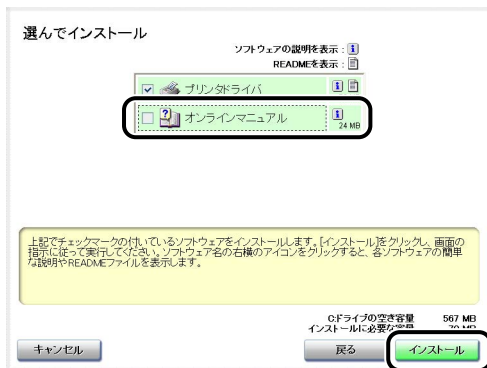 選んでインストール
ソフトウェアの説明を表示 :
READMEを表示 :
プリンタドライバ
オンラインマニュアル
24 MB
上記でチェックマークの付いているソフトウェアをインストールします。[インストール]をクリックし、画面の
指示に従って実行してください。ソフトウェア名の右横のアイコンをクリックすると、各ソフトウェアの簡単
な説明やREADMEファイルを表示します。
C:ドライブの空き容量 567 MB
インストールに必要な容量 70 MB
キャンセル
戻る
インストール